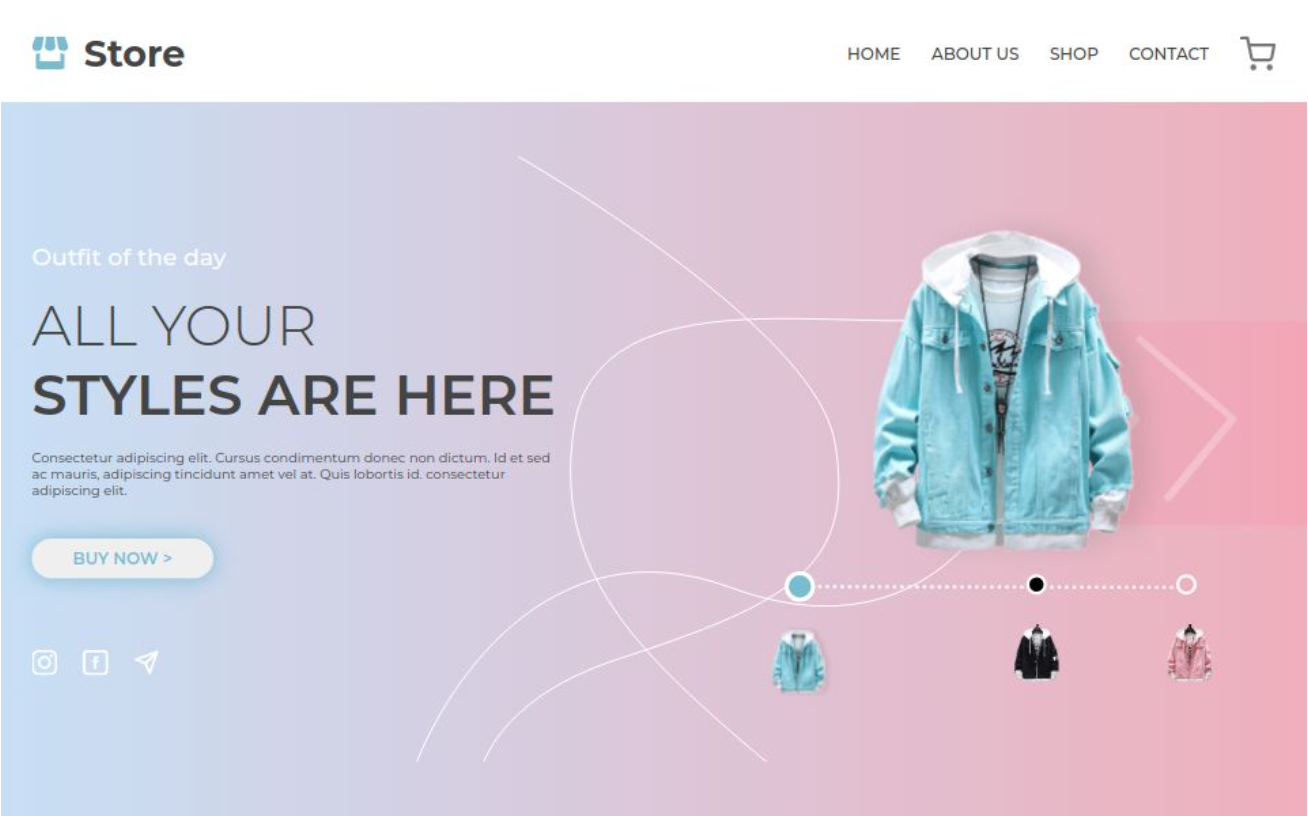 Store
HOME ABOUT US SHOP CONTACT
Outfit of the day
ALL YOUR
STYLES ARE HERE
Consectetur adipiscing elit. Cursus condimentum donec non dictum. Id et sed
ac mauris, adipiscing tincidunt amet vel at. Quis lobortis id. consectetur
adipiscing elit.
BUY NOW >